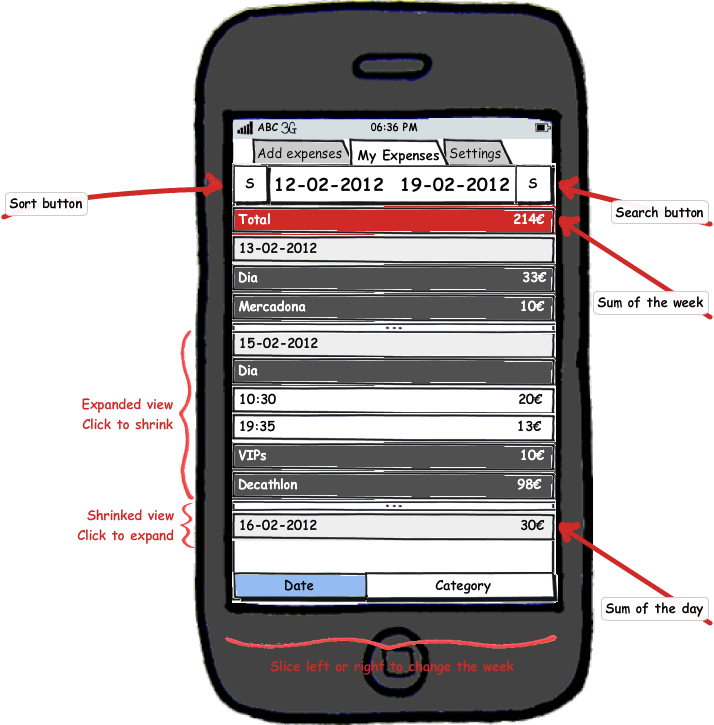 ABC 3G 06:36 PM
Add expenses My Expenses Settings
S 12-02-2012 19-02-2012 S
Sort button
Search button
Total 214€
13-02-2012
Dia 33€
Mercadona 10€
Sum of the week
...
15-02-2012
Dia
10:30 20€
19:35 13€
Expanded view
Click to shrink
VIPs 10€
Decathlon 98€
...
Shrinked view
Click to expand
16-02-2012 30€
Date Category
Sum of the day
Slice left or right to change the week